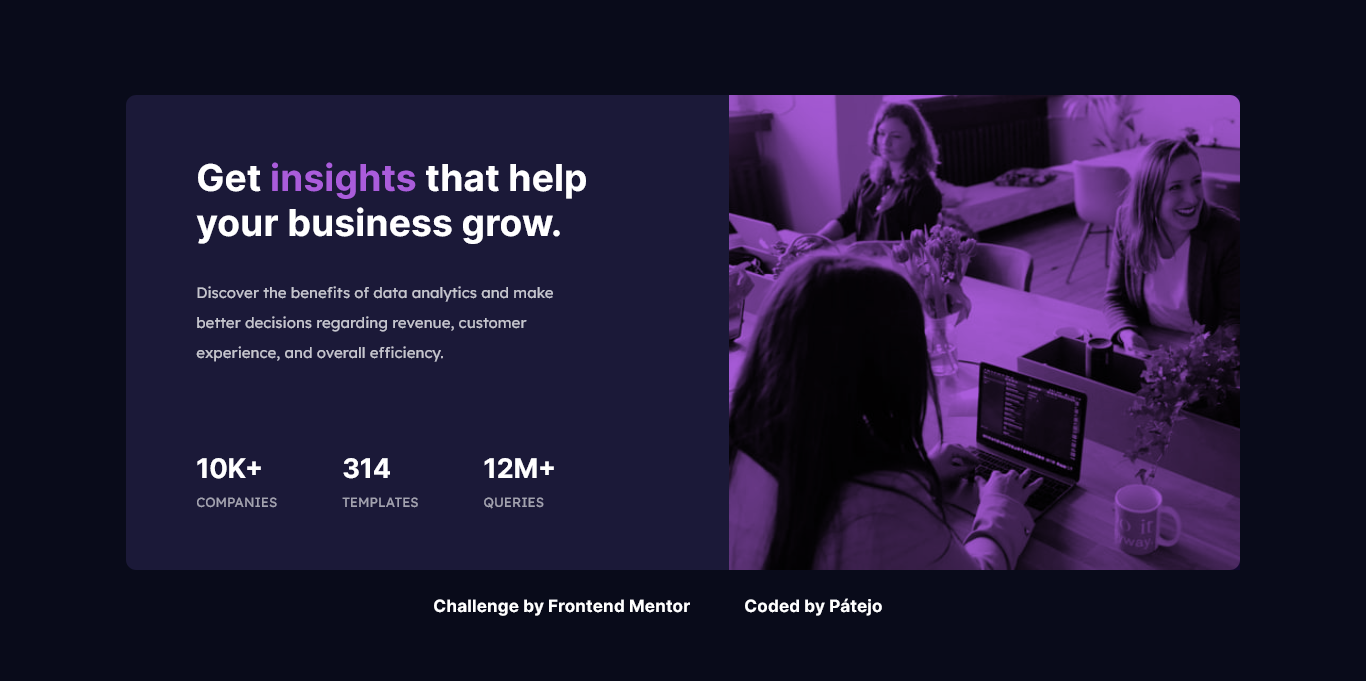 Get insights that help
your business grow.
Discover the benefits of data analytics and make
better decisions regarding revenue, customer
experience, and overall efficiency.
10K+ 314 12M+
COMPANIES TEMPLATES QUERIES
Challenge by Frontend Mentor Coded by Pátejo